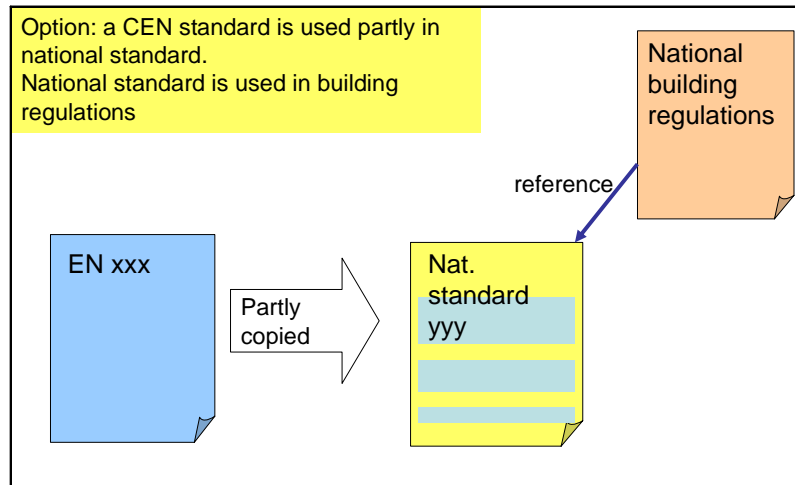 Option: a CEN standard is used partly in
national standard.
National standard is used in building
regulations
National
building
regulations
reference
EN xxx
Partly
copied
Nat.
standard
yyy